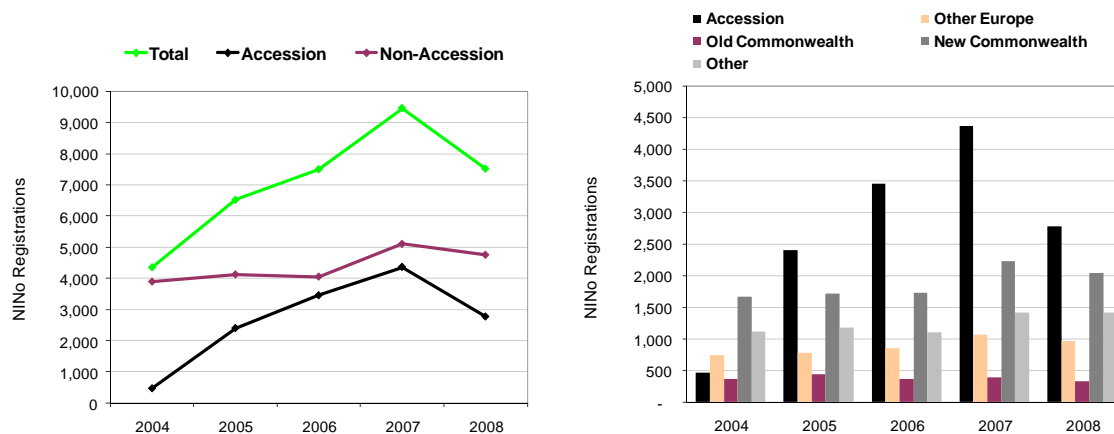 Total Accession Non-Accession
10,000
9,000
8,000
7,000
6,000
5,000
4,000
3,000
2,000
1,000
0
NINo Registrations
2004 2005 2006 2007 2008
Accession Other Europe
Old Commonwealth New Commonwealth
Other
5,000
4,500
4,000
3,500
3,000
2,500
2,000
1,500
1,000
500
-
NINo Registrations
2004 2005 2006 2007 2008